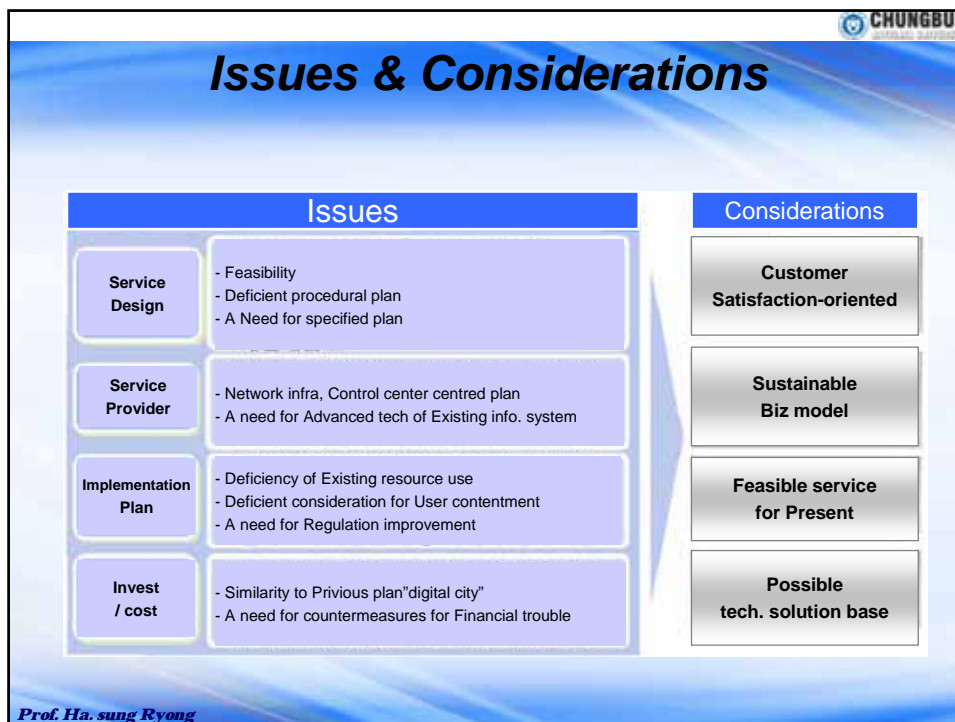 CHUNGBU
Issues & Considerations
Issues
Considerations
Service
Design
- Feasibility
- Deficient procedural plan
- A Need for specified plan
Service
Provider
- Network infra, Control center centred plan
- A need for Advanced tech of Existing info. system
Implementation
Plan
- Deficiency of Existing resource use
- Deficient consideration for User contentment
- A need for Regulation improvement
Invest
/ cost
- Similarity to Privious plan”digital city”
- A need for countermeasures for Financial trouble
Customer
Satisfaction-oriented
Sustainable
Biz model
Feasible service
for Present
Possible
tech. solution base
Prof. Ha. sung Ryong